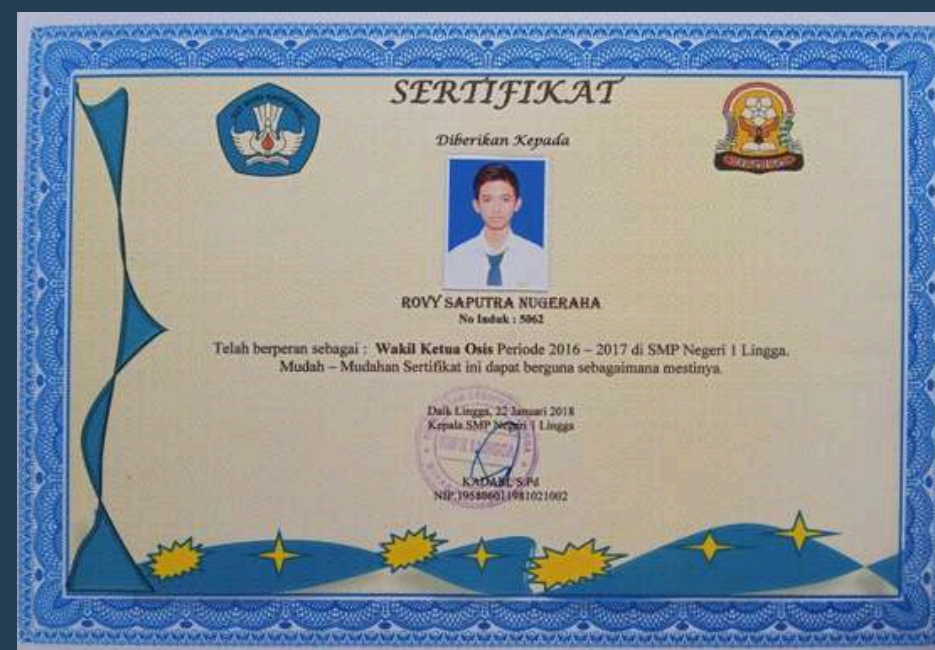 SERTIFIKAT
Diberikan Kepada
ROVY SAPUTRA NUGERAHA
No Induk : 5062
Telah berperan sebagai : Wakil Ketua Osis Periode 2016 – 2017 di SMP Negeri 1 Lingga.
Mudah – Mudahan Sertifikat ini dapat berguna sebagaimana mestinya.
Daik Lingga, 22 Januari 2018
Kepala SMP Negeri 1 Lingga
S.Pd